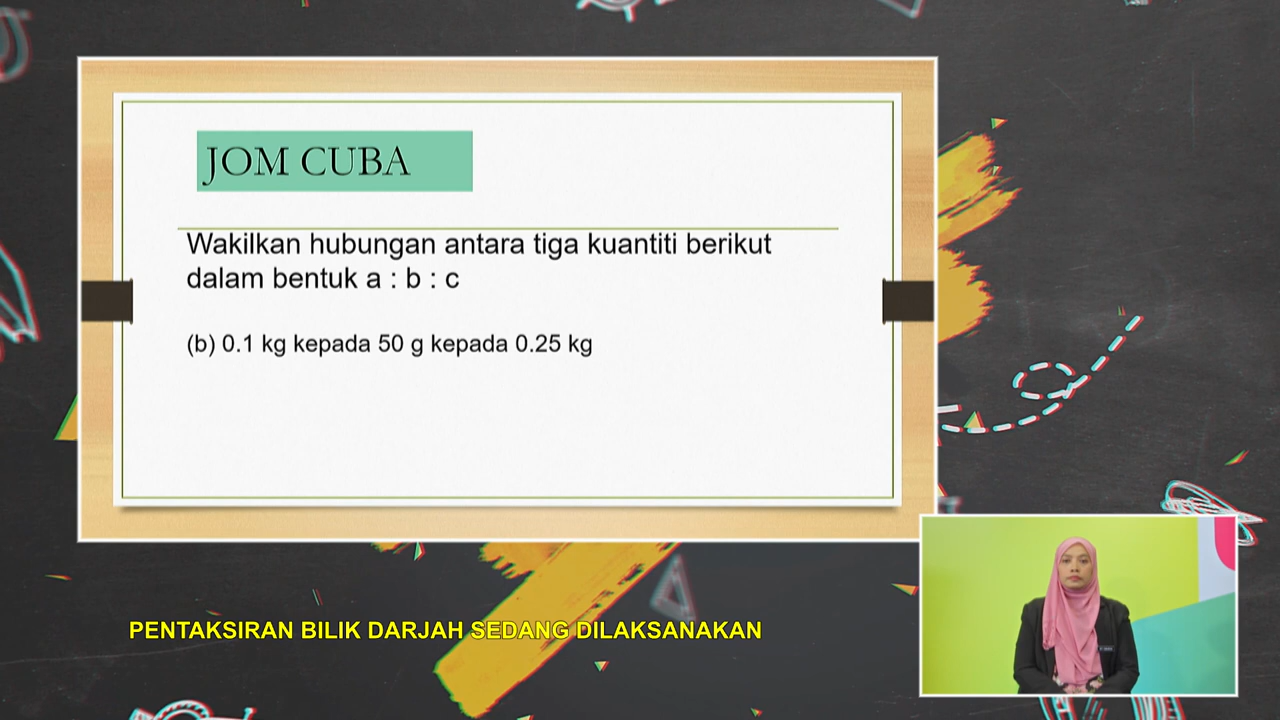 JOM CUBA
Wakilkan hubungan antara tiga kuantiti berikut
dalam bentuk a : b : c
(b) 0.1 kg kepada 50 g kepada 0.25 kg
PENTAKSIRAN BILIK DARJAH SEDANG DILAKSANAKAN